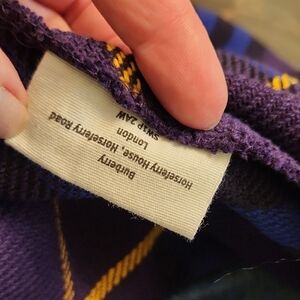 Burberry
Horseferry House, Horseferry Road
London
SW1P 2AW